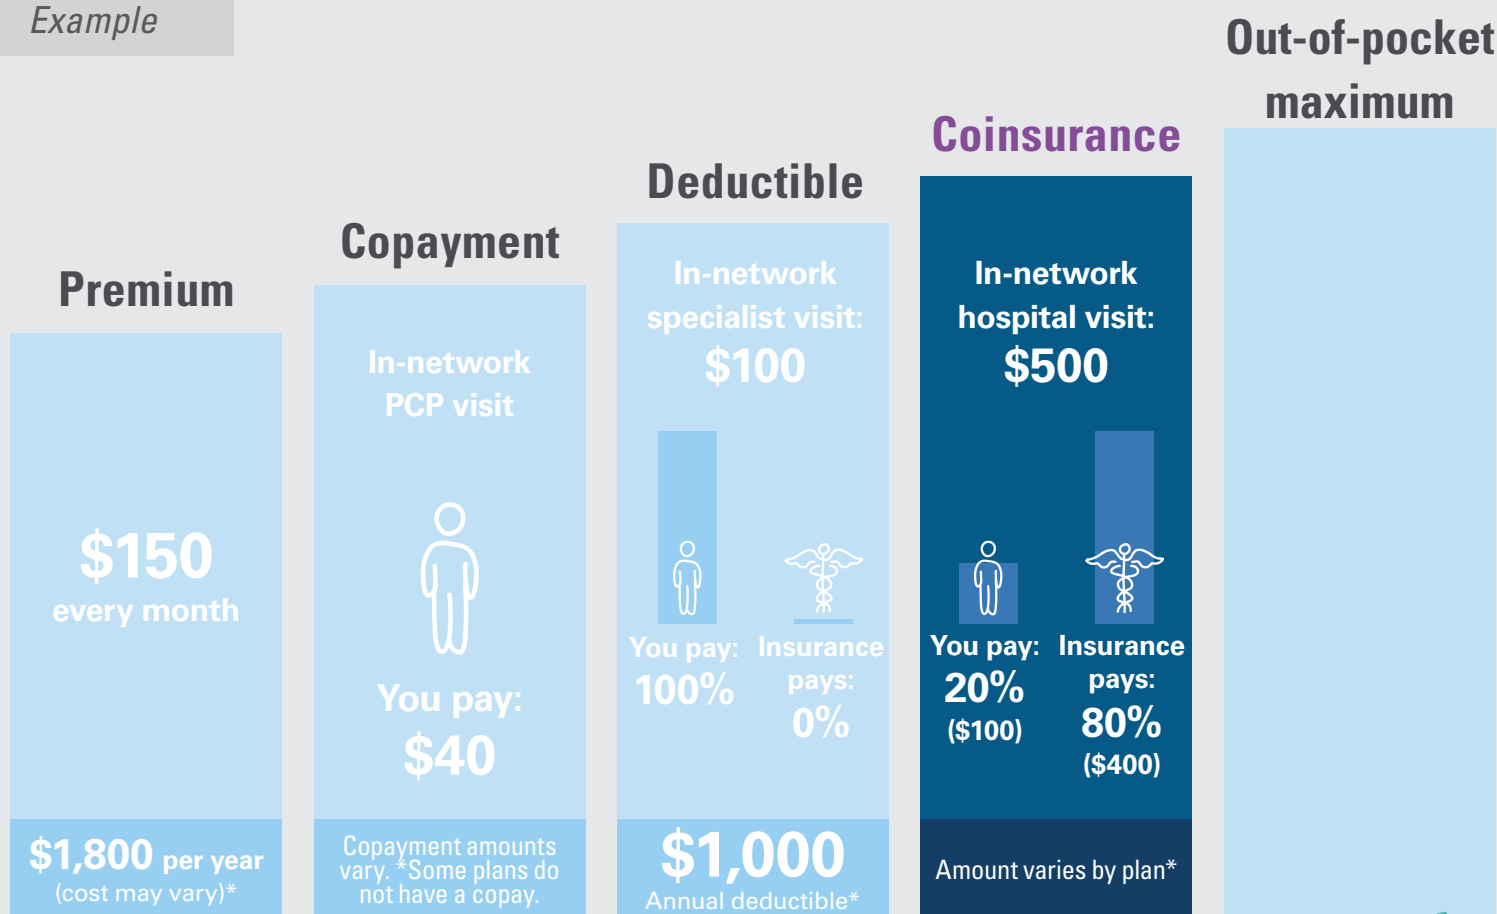 Example
Premium
$150
every month
$1,800 per year
(cost may vary)*
Copayment
In-network
PCP visit
You pay:
$40
Copayment amounts
vary. *Some plans do
not have a copay.
Deductible
In-network
specialist visit:
$100
You pay:
100%
Insurance
pays:
0%
$1,000
Annual deductible*
Coinsurance
In-network
hospital visit:
$500
You pay:
20%
($100)
Insurance
pays:
80%
($400)
Amount varies by plan*
Out-of-pocket
maximum